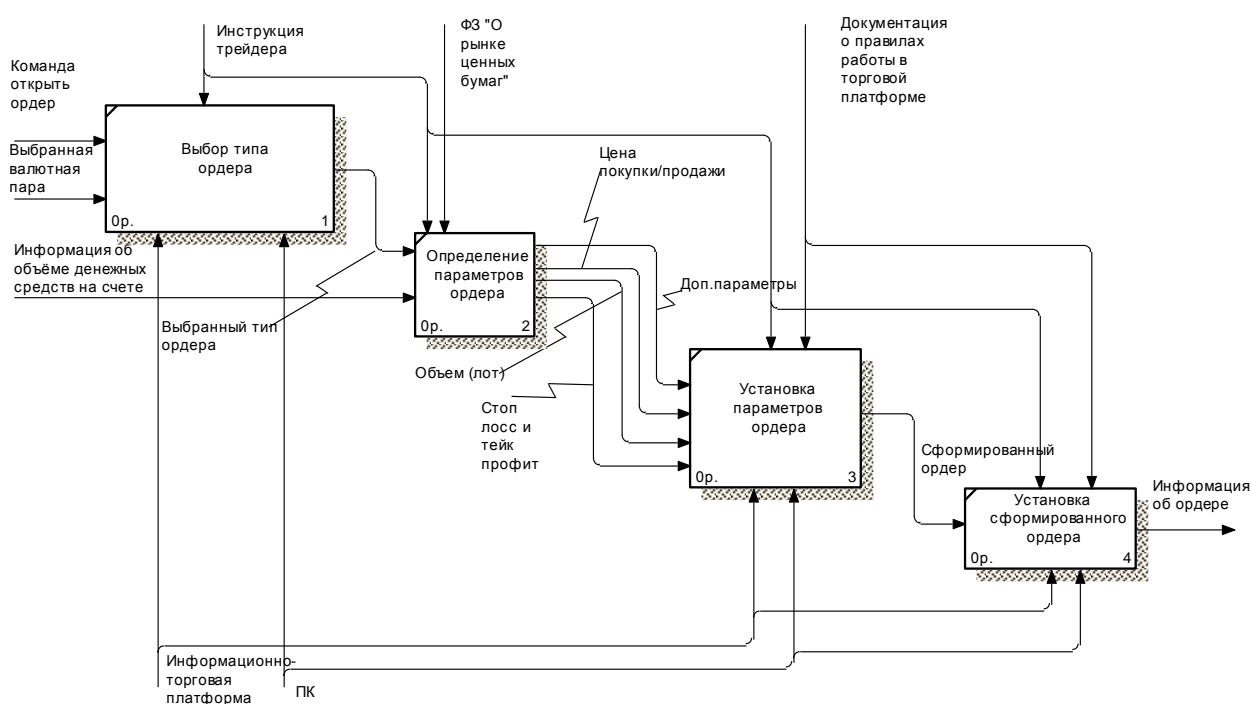 Инструкция
трейдера
ФЗ "О
рынке
ценных
бумаг"
Документация
о правилах
работы в
торговой
платформе
Команда
открыть
ордер
Выбранная
валютная
пара
Выбор типа
ордера
0р.
1
Цена
покупки/продажи
Информация об
объёме денежных
средств на счете
Определение
параметров
ордера
0р.
2
Доп.параметры
Выбранный тип
ордера
Объем (лот)
Стоп
лосс и
тейк
профит
Установка
параметров
ордера
0р.
3
Сформированный
ордер
Установка
сформированного
ордера
0р.
4
Информация
об ордере
Информационно-
торговая
платформа
ПК